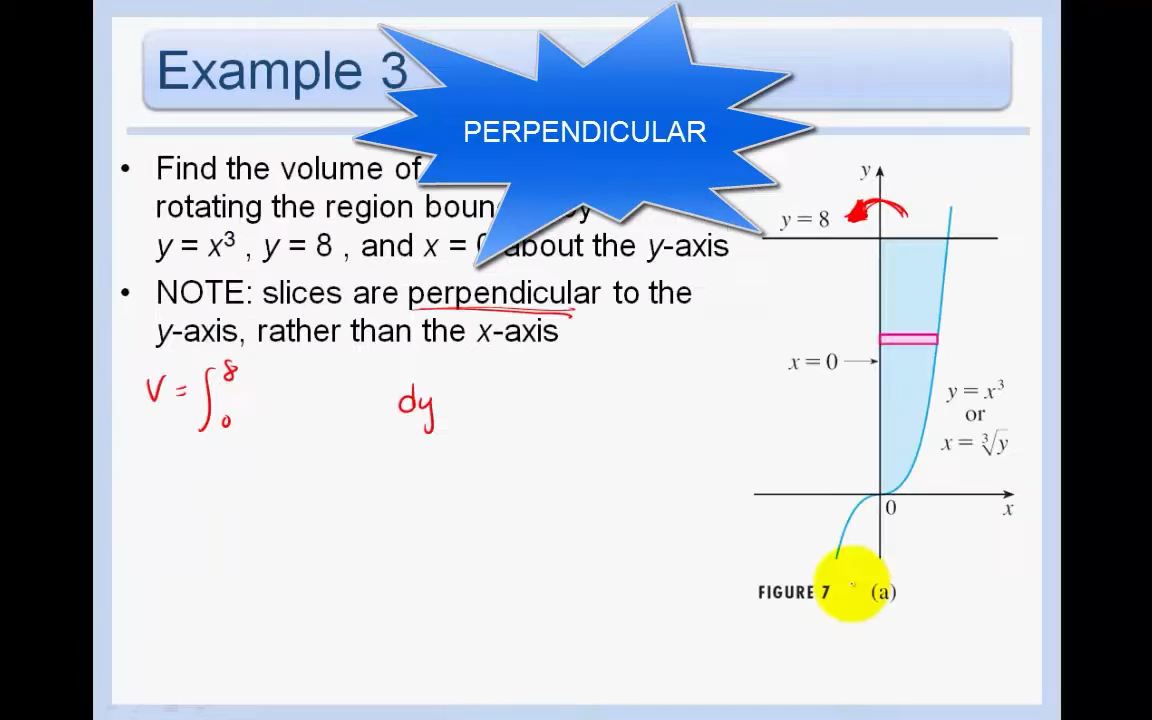 Example 3
PERPENDICULAR
• Find the volume of
rotating the region boun
y = x³ , y = 8 , and x = 0 about the y-axis
• NOTE: slices are perpendicular to the
y-axis, rather than the x-axis
V = ∫₀⁸ dy
y
y = 8
x = 0
y = x³
or
x = ∛y
0
x
FIGURE 7 (a)